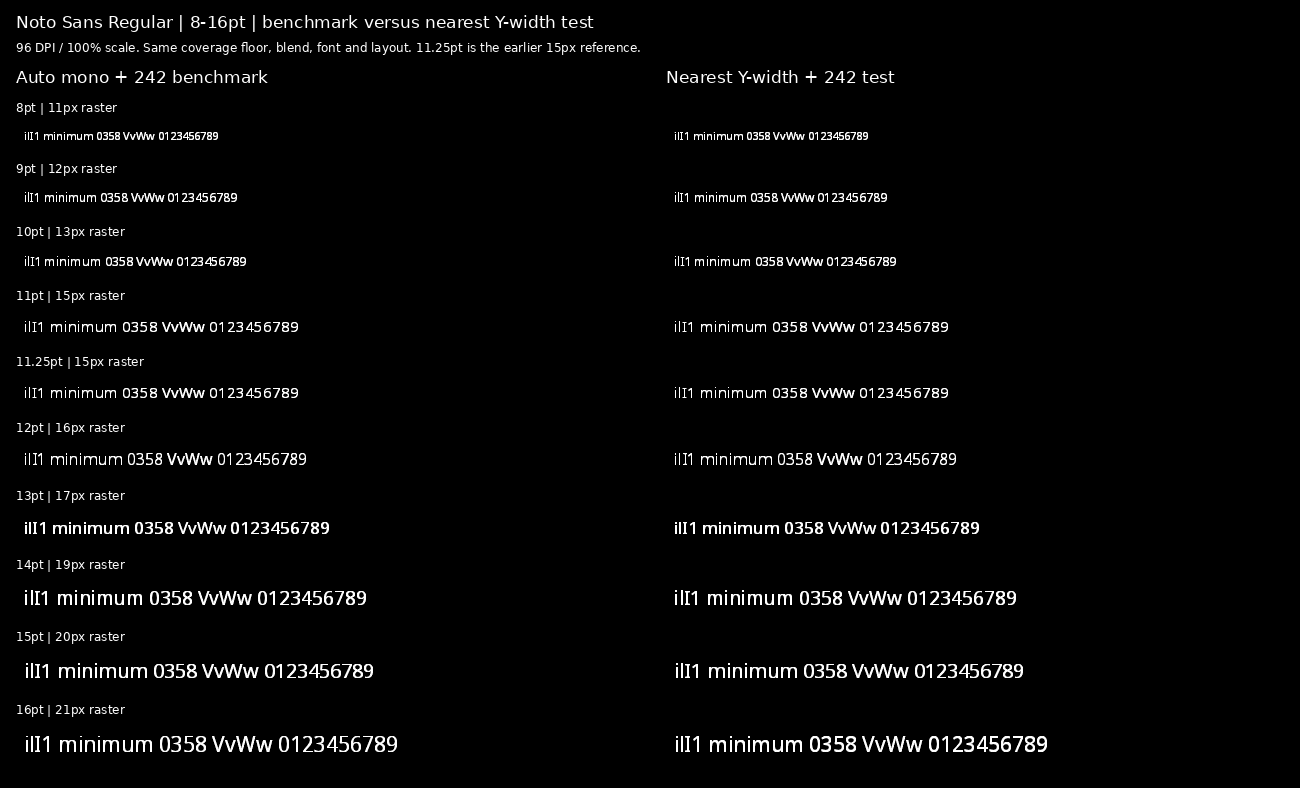 Noto Sans Regular | 8-16pt | benchmark versus nearest Y-width test
96 DPI / 100% scale. Same coverage floor, blend, font and layout. 11.25pt is the earlier 15px reference.
Auto mono + 242 benchmark
Nearest Y-width + 242 test
8pt | 11px raster
ilI1 minimum 0358 VvWw 0123456789
ilI1 minimum 0358 VvWw 0123456789
9pt | 12px raster
ilI1 minimum 0358 VvWw 0123456789
ilI1 minimum 0358 VvWw 0123456789
10pt | 13px raster
ilI1 minimum 0358 VvWw 0123456789
ilI1 minimum 0358 VvWw 0123456789
11pt | 15px raster
ilI1 minimum 0358 VvWw 0123456789
ilI1 minimum 0358 VvWw 0123456789
11.25pt | 15px raster
ilI1 minimum 0358 VvWw 0123456789
ilI1 minimum 0358 VvWw 0123456789
12pt | 16px raster
ilI1 minimum 0358 VvWw 0123456789
ilI1 minimum 0358 VvWw 0123456789
13pt | 17px raster
ilI1 minimum 0358 VvWw 0123456789
ilI1 minimum 0358 VvWw 0123456789
14pt | 19px raster
ilI1 minimum 0358 VvWw 0123456789
ilI1 minimum 0358 VvWw 0123456789
15pt | 20px raster
ilI1 minimum 0358 VvWw 0123456789
ilI1 minimum 0358 VvWw 0123456789
16pt | 21px raster
ilI1 minimum 0358 VvWw 0123456789
ilI1 minimum 0358 VvWw 0123456789